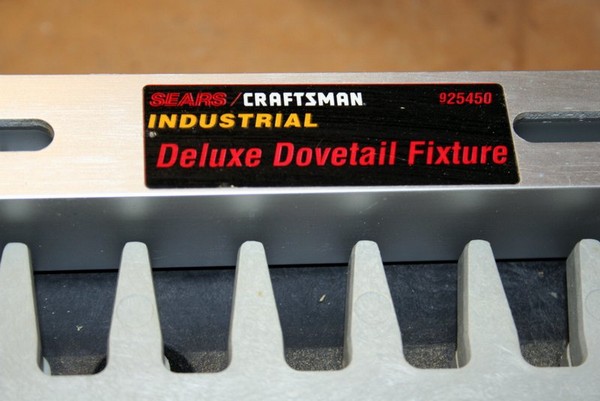 SEARS / CRAFTSMAN 925450
INDUSTRIAL
Deluxe Dovetail Fixture